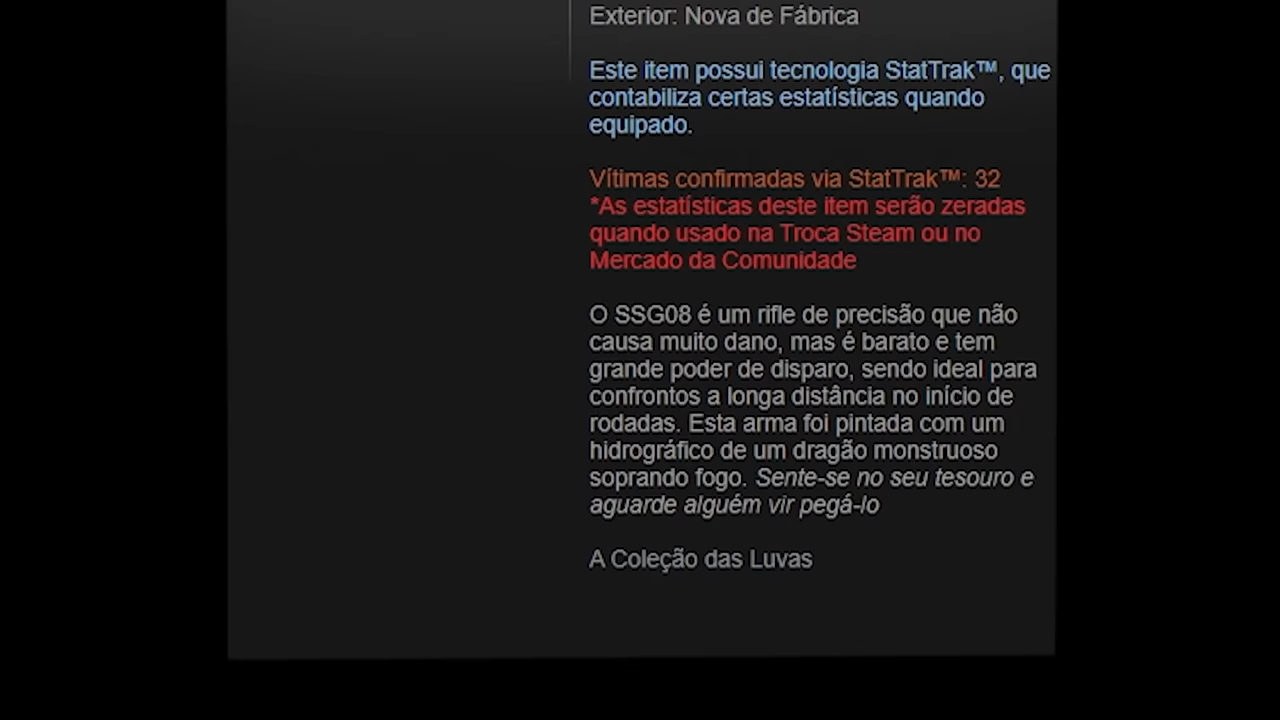 Exterior: Nova de Fábrica
Este item possui tecnologia StatTrak™, que
contabiliza certas estatísticas quando
equipado.
Vítimas confirmadas via StatTrak™: 32
*As estatísticas deste item serão zeradas
quando usado na Troca Steam ou no
Mercado da Comunidade
O SSG08 é um rifle de precisão que não
causa muito dano, mas é barato e tem
grande poder de disparo, sendo ideal para
confrontos a longa distância no início de
rodadas. Esta arma foi pintada com um
hidrográfico de um dragão monstruoso
soprando fogo. Sente-se no seu tesouro e
aguarde alguém vir pegá-lo
A Coleção das Luvas